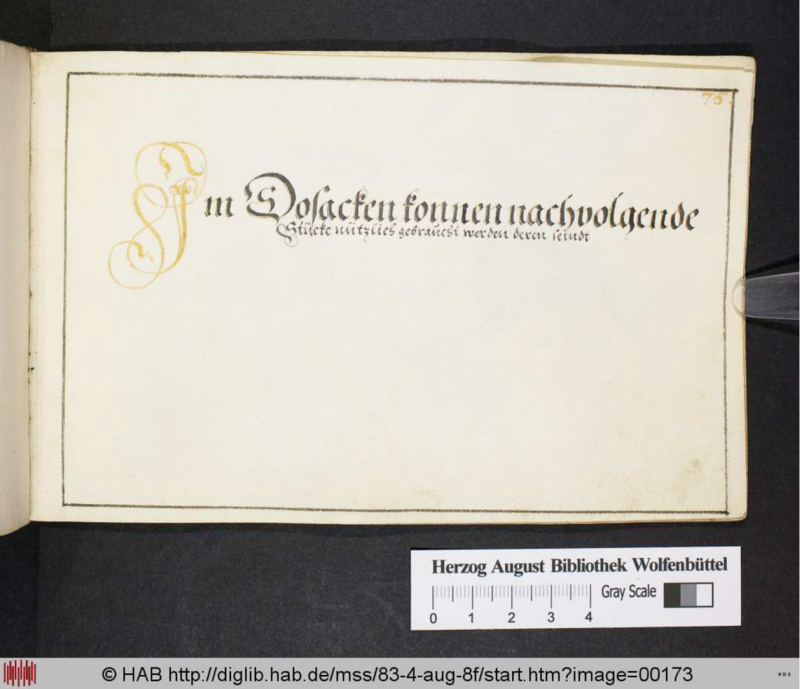 75.
Im Dosacken konnen nachvolgende
Stücke nützlich gebraucht werden deren seindt
Herzog August Bibliothek Wolfenbüttel
Gray Scale
0 1 2 3 4
© HAB http://diglib.hab.de/mss/83-4-aug-8f/start.htm?image=00173